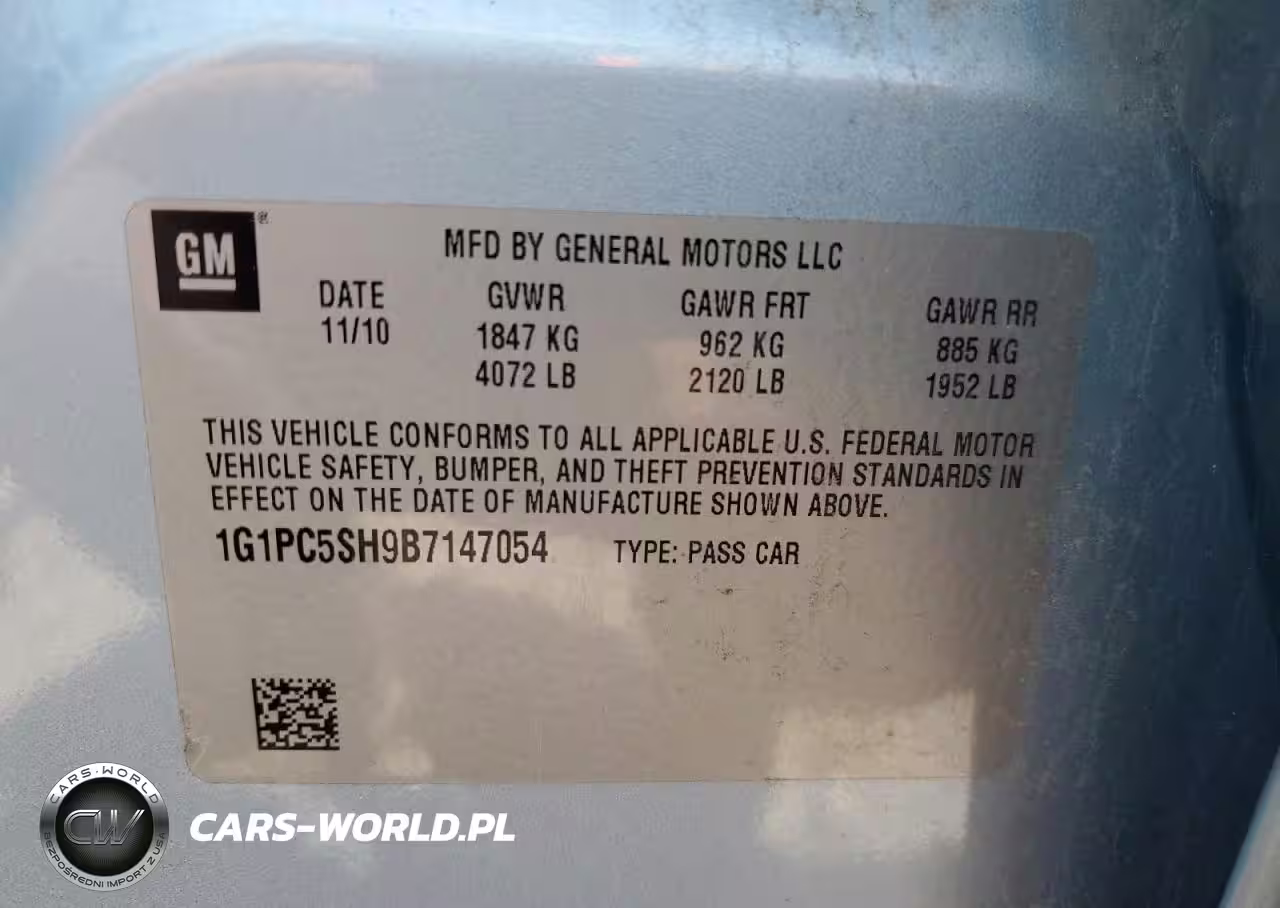 GM®
MFD BY GENERAL MOTORS LLC
DATE GVWR GAWR FRT GAWR RR
11/10 1847 KG 962 KG 885 KG
4072 LB 2120 LB 1952 LB
THIS VEHICLE CONFORMS TO ALL APPLICABLE U.S. FEDERAL MOTOR
VEHICLE SAFETY, BUMPER, AND THEFT PREVENTION STANDARDS IN
EFFECT ON THE DATE OF MANUFACTURE SHOWN ABOVE.
1G1PC5SH9B7147054 TYPE: PASS CAR
CARS-WORLD
CW
BEZPOŚREDNI IMPORT Z USA
CARS-WORLD.PL